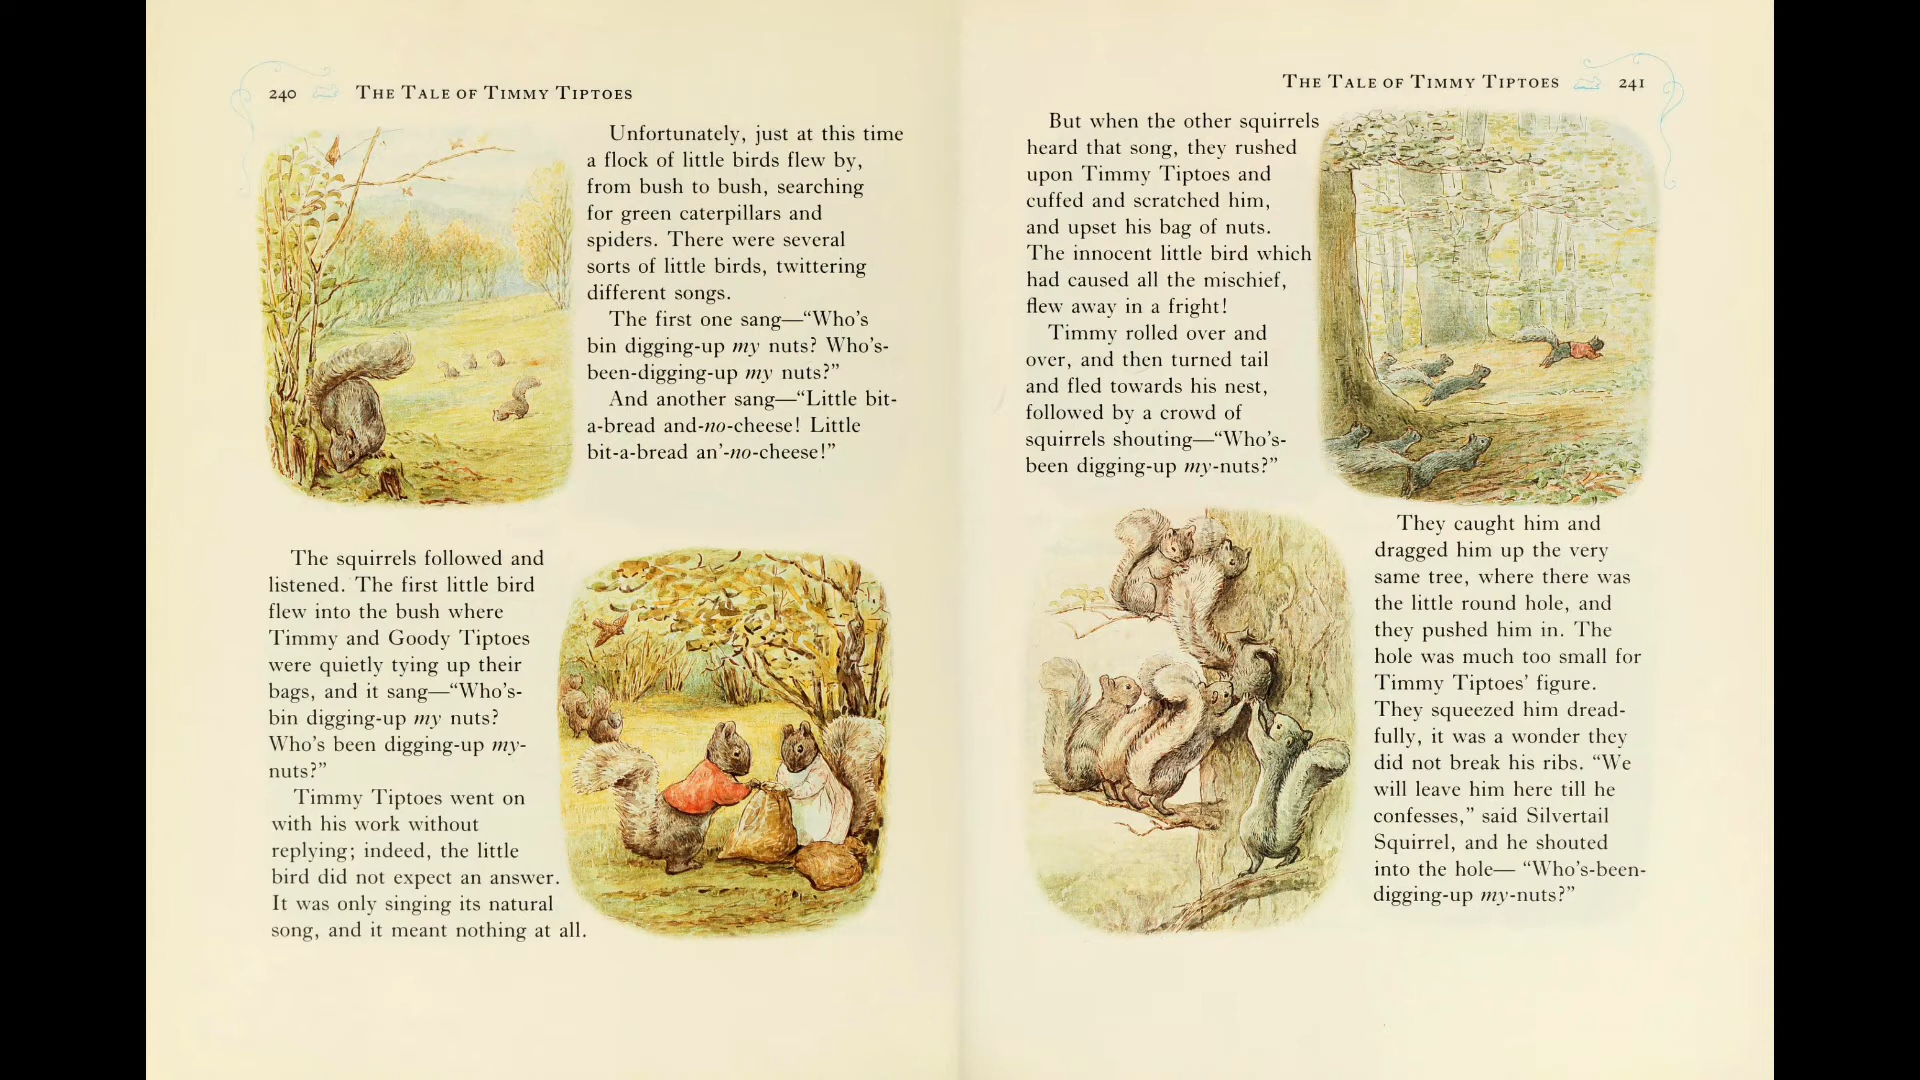 240 THE TALE OF TIMMY TIPTOES
Unfortunately, just at this time
a flock of little birds flew by,
from bush to bush, searching
for green caterpillars and
spiders. There were several
sorts of little birds, twittering
different songs.
The first one sang—“Who’s
bin digging-up my nuts? Who’s-
been-digging-up my nuts?”
And another sang—“Little bit-
a-bread and-no-cheese! Little
bit-a-bread an’-no-cheese!”
The squirrels followed and
listened. The first little bird
flew into the bush where
Timmy and Goody Tiptoes
were quietly tying up their
bags, and it sang—“Who’s-
bin digging-up my nuts?
Who’s been digging-up my-
nuts?”
Timmy Tiptoes went on
with his work without
replying; indeed, the little
bird did not expect an answer.
It was only singing its natural
song, and it meant nothing at all.
THE TALE OF TIMMY TIPTOES 241
But when the other squirrels
heard that song, they rushed
upon Timmy Tiptoes and
cuffed and scratched him,
and upset his bag of nuts.
The innocent little bird which
had caused all the mischief,
flew away in a fright!
Timmy rolled over and
over, and then turned tail
and fled towards his nest,
followed by a crowd of
squirrels shouting—“Who’s-
been digging-up my-nuts?”
They caught him and
dragged him up the very
same tree, where there was
the little round hole, and
they pushed him in. The
hole was much too small for
Timmy Tiptoes’ figure.
They squeezed him dread-
fully, it was a wonder they
did not break his ribs. “We
will leave him here till he
confesses,” said Silvertail
Squirrel, and he shouted
into the hole— “Who’s-been-
digging-up my-nuts?”